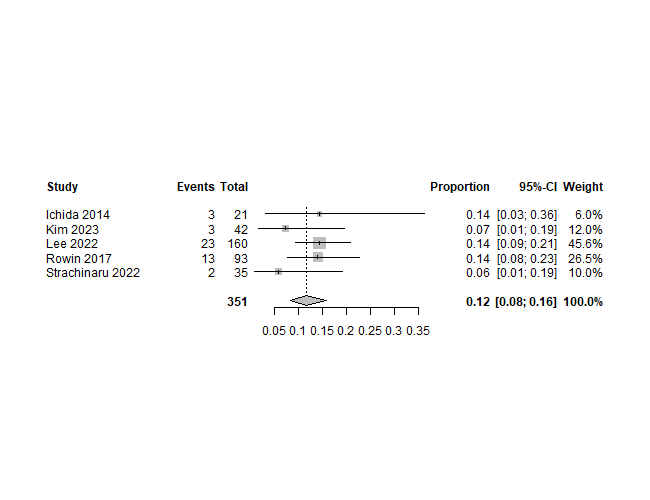 Study Events Total Proportion 95%-CI Weight
Ichida 2014 3 21 0.14 [0.03; 0.36] 6.0%
Kim 2023 3 42 0.07 [0.01; 0.19] 12.0%
Lee 2022 23 160 0.14 [0.09; 0.21] 45.6%
Rowin 2017 13 93 0.14 [0.08; 0.23] 26.5%
Strachinaru 2022 2 35 0.06 [0.01; 0.19] 10.0%
351 0.12 [0.08; 0.16] 100.0%
0.05 0.1 0.15 0.2 0.25 0.3 0.35